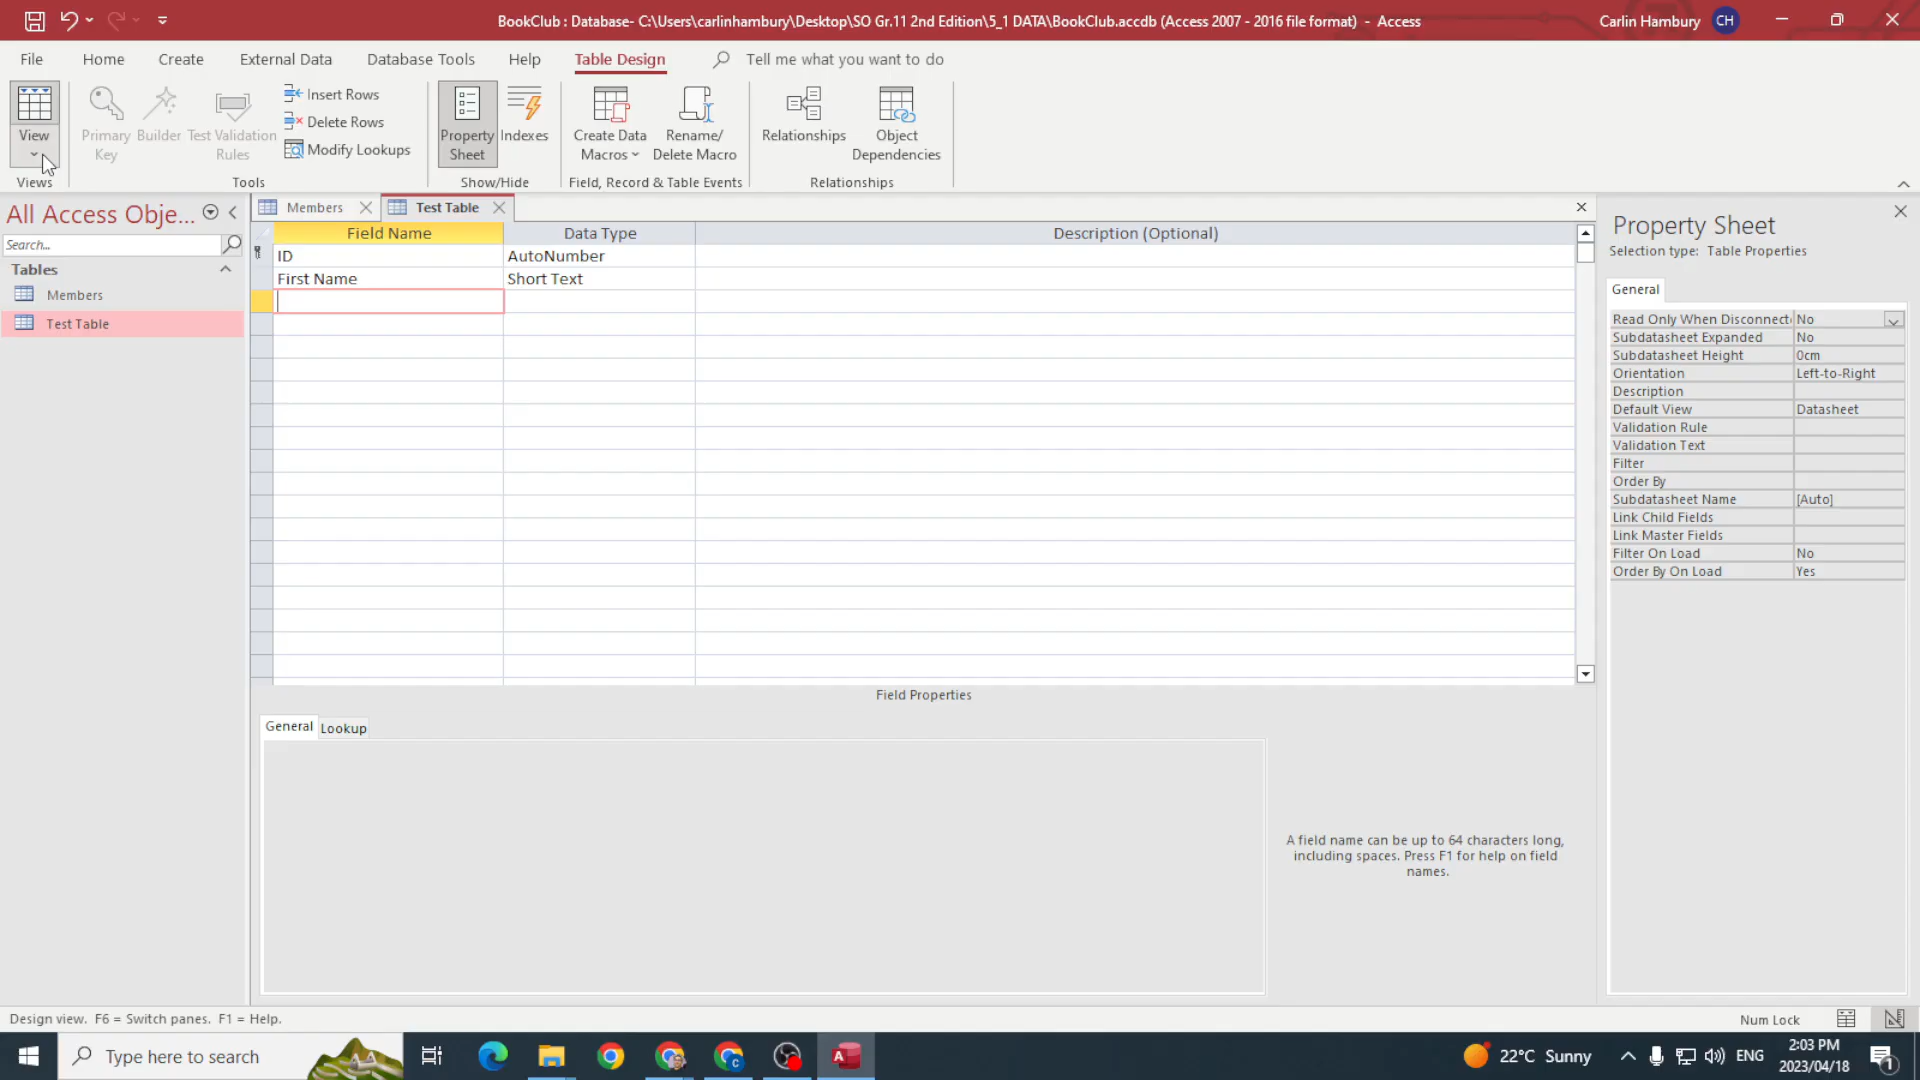 BookClub : Database- C:\Users\carlinhambury\Desktop\SO Gr.11 2nd Edition\5_1 DATA\BookClub.accdb (Access 2007 - 2016 file format)  -  Access
Carlin Hambury
CH
File
Home
Create
External Data
Database Tools
Help
Table Design
Tell me what you want to do
View
Primary Key
Builder
Test Validation Rules
Insert Rows
Delete Rows
Modify Lookups
Property Sheet
Indexes
Create Data Macros
Rename/ Delete Macro
Relationships
Object Dependencies
Views
Tools
Show/Hide
Field, Record & Table Events
Relationships
All Access Obje...
Search...
Tables
Members
Test Table
Members
Test Table
Field Name
Data Type
Description (Optional)
ID
AutoNumber
First Name
Short Text
Field Properties
General
Lookup
A field name can be up to 64 characters long,
including spaces. Press F1 for help on field
names.
Property Sheet
Selection type:  Table Properties
General
Read Only When Disconnect
No
Subdatasheet Expanded
No
Subdatasheet Height
0cm
Orientation
Left-to-Right
Description
Default View
Datasheet
Validation Rule
Validation Text
Filter
Order By
Subdatasheet Name
[Auto]
Link Child Fields
Link Master Fields
Filter On Load
No
Order By On Load
Yes
Design view.  F6 = Switch panes.  F1 = Help.
Num Lock
Type here to search
A
22°C  Sunny
ENG
2:03 PM
2023/04/18
1